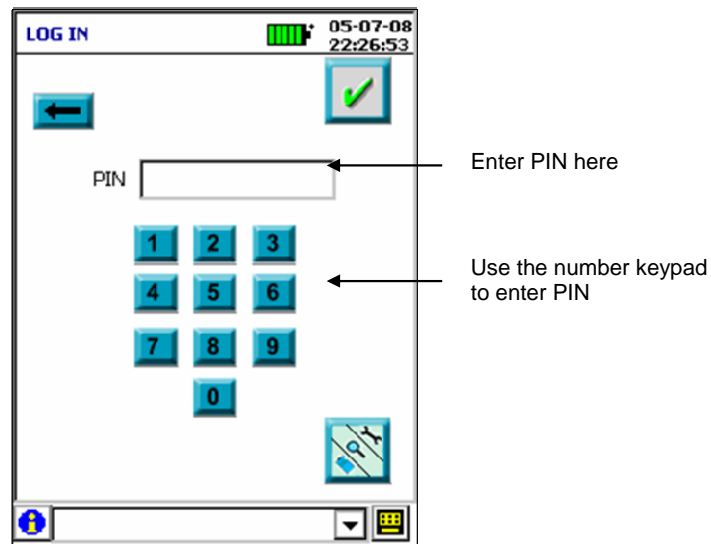 LOG IN
05-07-08
22:26:53
PIN
Enter PIN here
1 2 3
4 5 6
Use the number keypad
to enter PIN
7 8 9
0